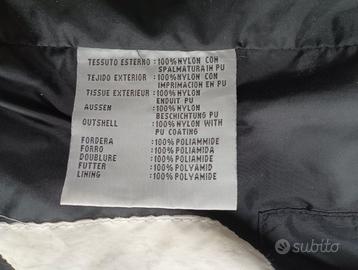 TESSUTO ESTERNO :100%NYLON CON
SPALMATURA IN PU
TEJIDO EXTERIOR :100%NYLON CON
IMPRIMACION EN PU
TISSUE EXTERIEUR :100%NYLON
ENDUIT PU
AUSSEN :100%NYLON
BESCHICHTUNG PU
OUTSHELL :100%NYLON WITH
PU COATING
FODERA :100%POLIAMMIDE
FORRO :100%POLIAMIDA
DOUBLURE :100%POLYAMIDE
FUTTER :100%POLYAMID
LINING :100%POLYAMIDE
subito